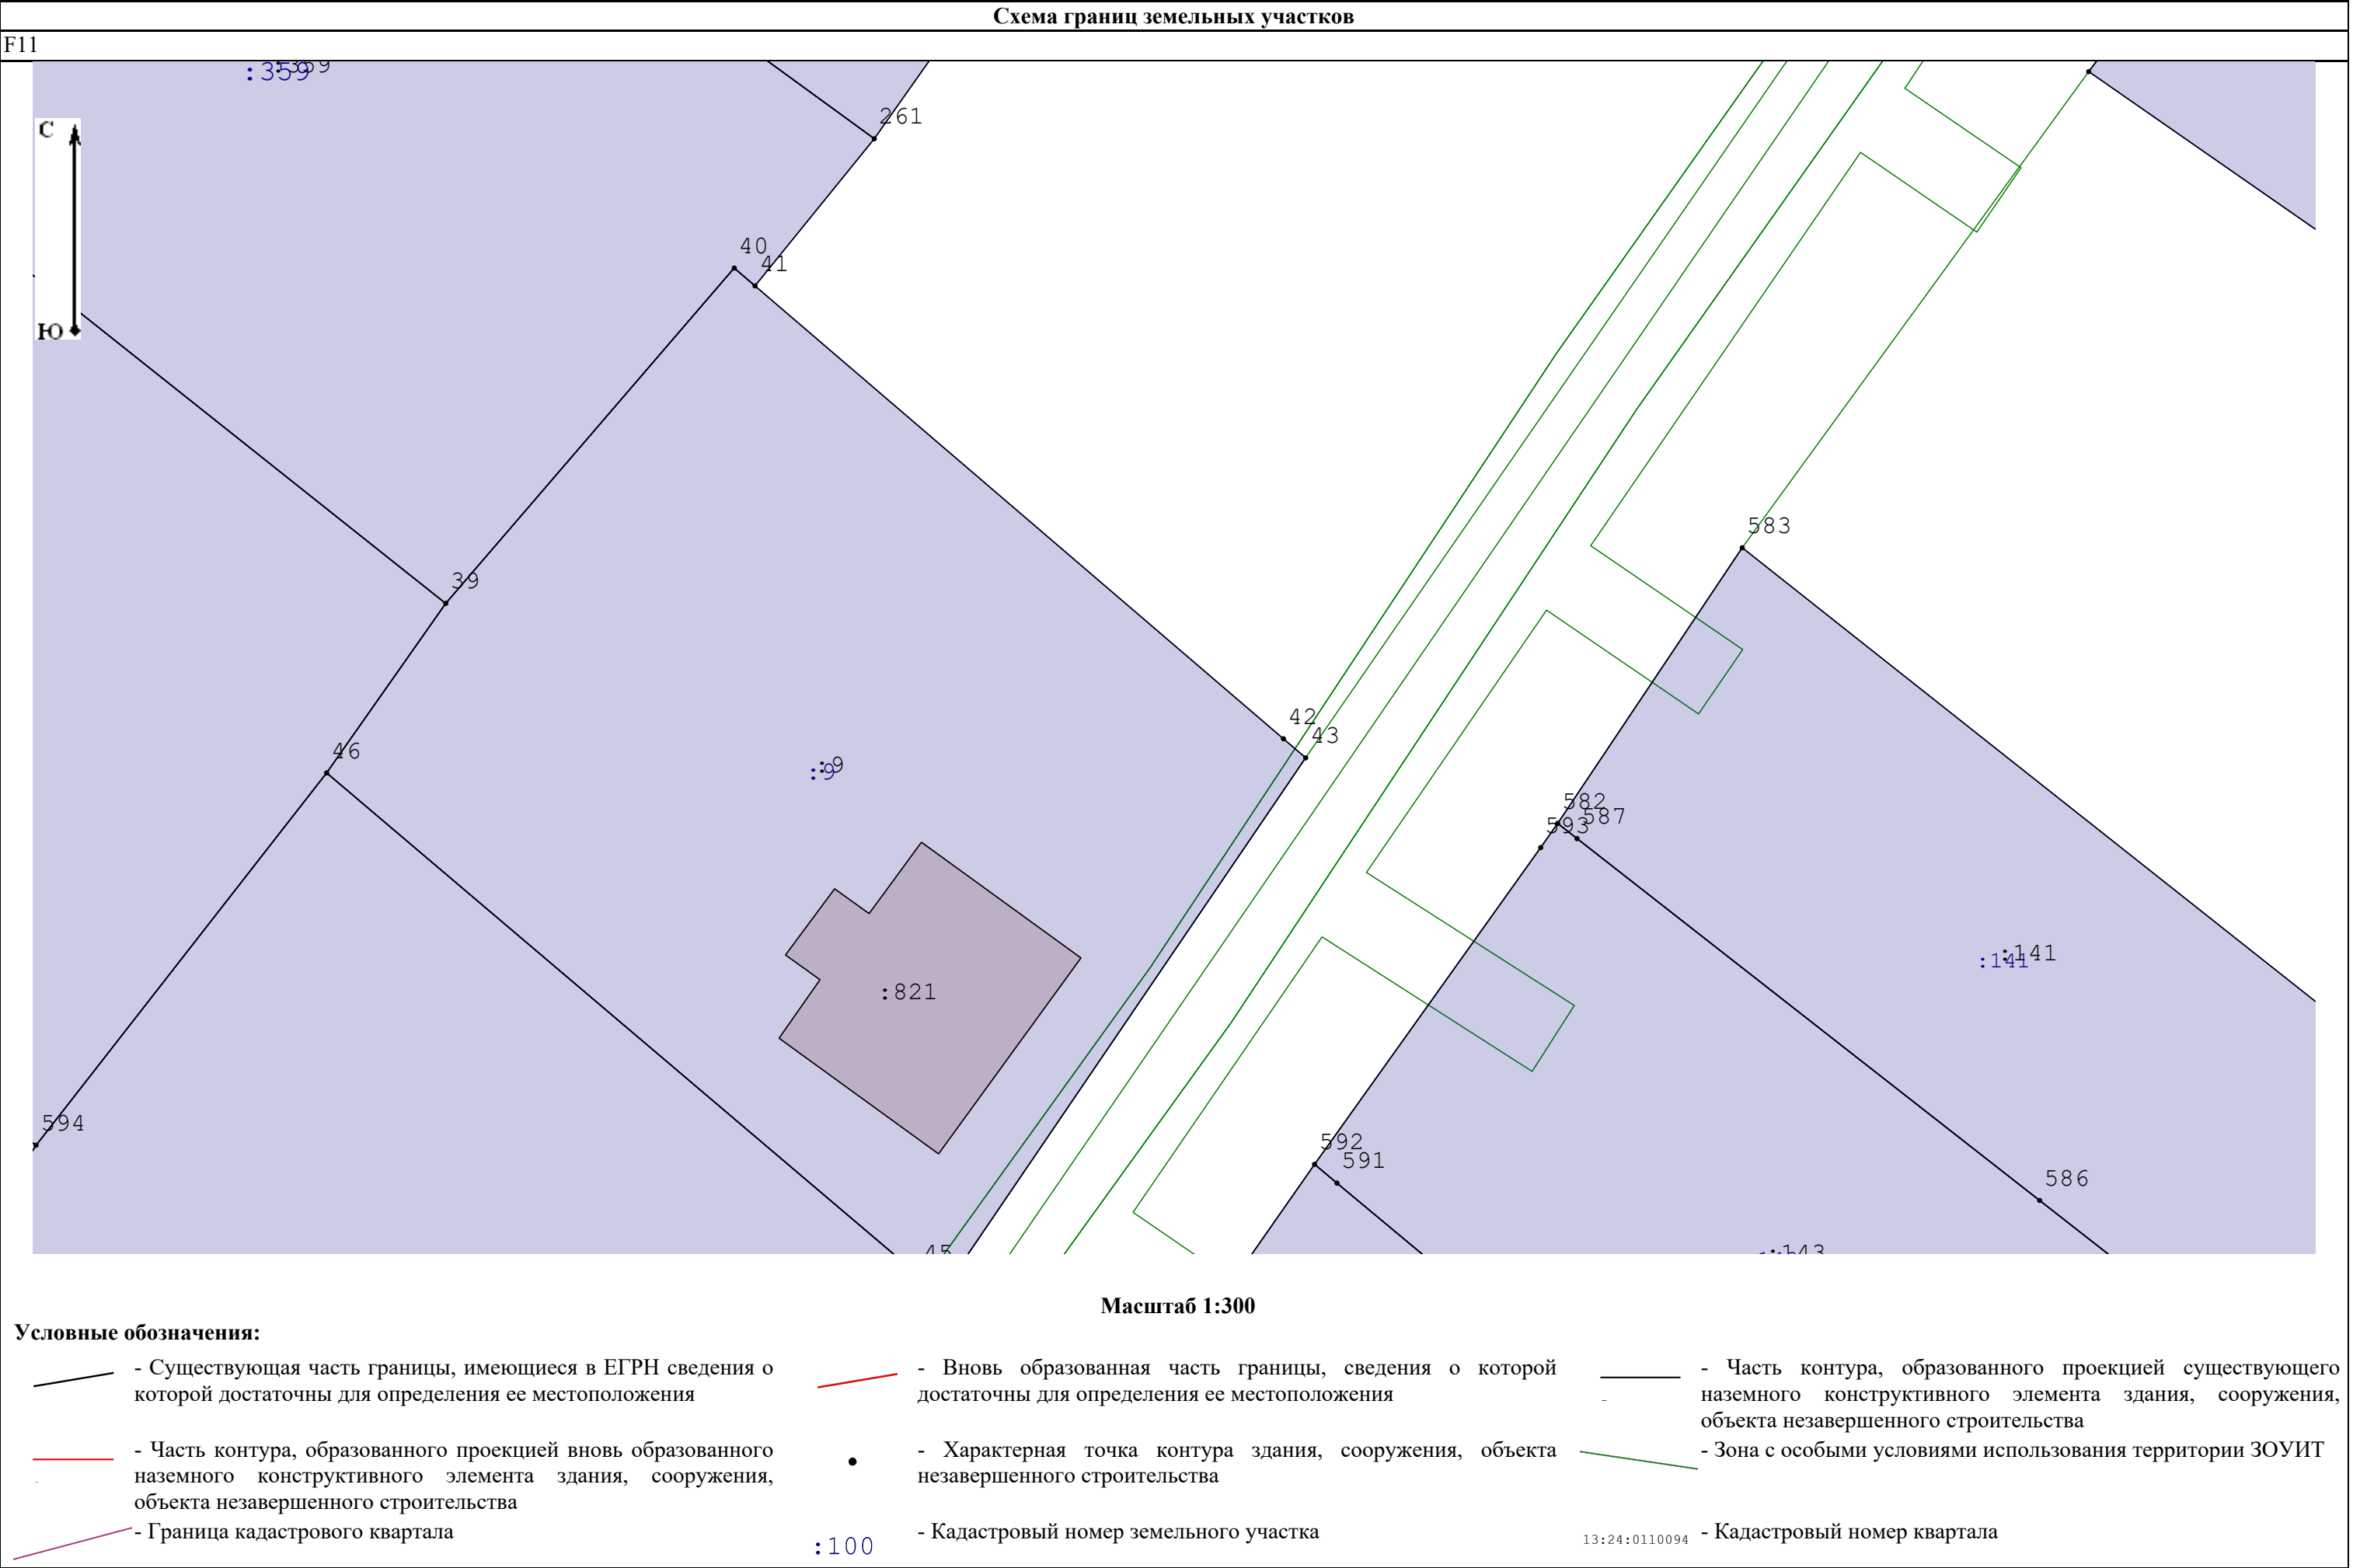 Схема границ земельных участков
F11
:359
:359
261
С
40
41
Ю
583
39
42
43
46
:9
:9
582
587
593
:141
:141
:821
594
592
591
586
45
:143
Масштаб 1:300
Условные обозначения:
- Существующая часть границы, имеющиеся в ЕГРН сведения о
которой достаточны для определения ее местоположения
- Вновь образованная часть границы, сведения о которой
достаточны для определения ее местоположения
- Часть контура, образованного проекцией существующего
наземного конструктивного элемента здания, сооружения,
объекта незавершенного строительства
- Часть контура, образованного проекцией вновь образованного
наземного конструктивного элемента здания, сооружения,
объекта незавершенного строительства
- Характерная точка контура здания, сооружения, объекта
незавершенного строительства
- Зона с особыми условиями использования территории ЗОУИТ
- Граница кадастрового квартала
:100
- Кадастровый номер земельного участка
13:24:0110094
- Кадастровый номер квартала